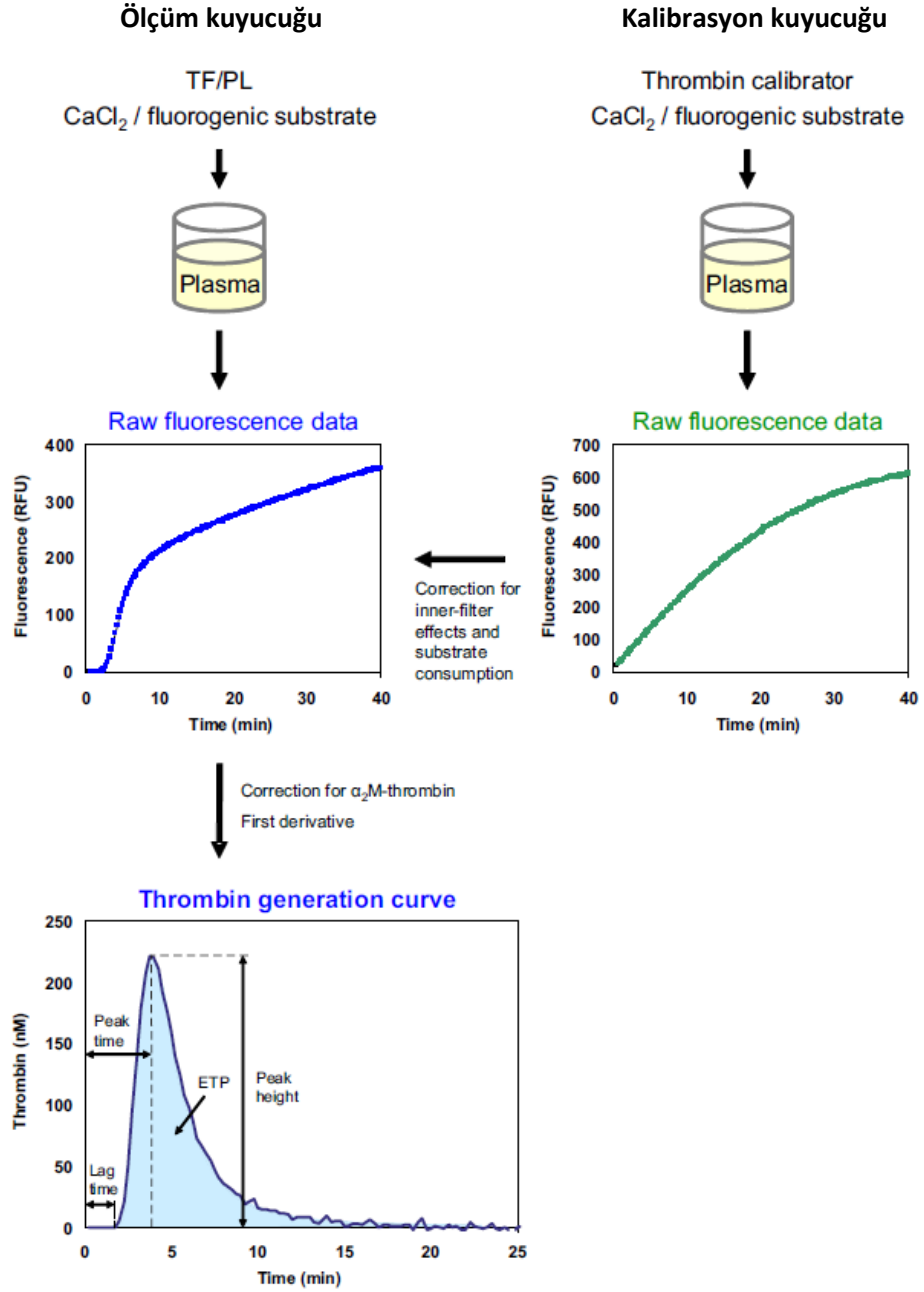 Ölçüm kuyucuğu
Kalibrasyon kuyucuğu
TF/PL
CaCl₂ / fluorogenic substrate
Thrombin calibrator
CaCl₂ / fluorogenic substrate
Plasma
Plasma
Raw fluorescence data
400
300
200
100
0
Fluorescence (RFU)
0 10 20 30 40
Time (min)
Correction for
inner-filter
effects and
substrate
consumption
Raw fluorescence data
700
600
500
400
300
200
100
0
Fluorescence (RFU)
0 10 20 30 40
Time (min)
Correction for α₂M-thrombin
First derivative
Thrombin generation curve
250
200
150
100
50
0
Thrombin (nM)
Peak
time
ETP
Peak
height
Lag
time
0 5 10 15 20 25
Time (min)